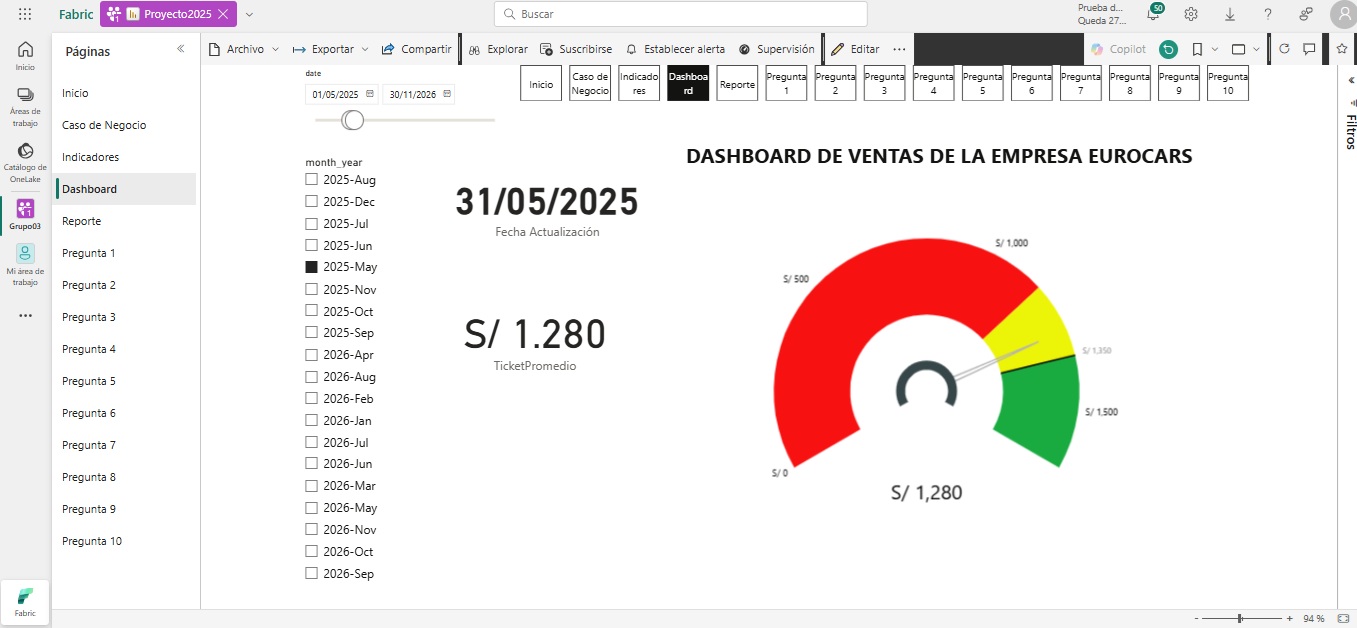 Fabric
Proyecto2025
Buscar
Prueba d...
Queda 27...
50
Inicio
Áreas de
trabajo
Catálogo de
OneLake
Grupo03
Mi área de
trabajo
Fabric
Páginas
Inicio
Caso de Negocio
Indicadores
Dashboard
Reporte
Pregunta 1
Pregunta 2
Pregunta 3
Pregunta 4
Pregunta 5
Pregunta 6
Pregunta 7
Pregunta 8
Pregunta 9
Pregunta 10
Archivo
Exportar
Compartir
Explorar
Suscribirse
Establecer alerta
Supervisión
Editar
Copilot
date
01/05/2025
30/11/2026
Inicio
Caso de
Negocio
Indicado
res
Dashboa
rd
Reporte
Pregunta
1
Pregunta
2
Pregunta
3
Pregunta
4
Pregunta
5
Pregunta
6
Pregunta
7
Pregunta
8
Pregunta
9
Pregunta
10
Filtros
month_year
2025-Aug
2025-Dec
2025-Jul
2025-Jun
2025-May
2025-Nov
2025-Oct
2025-Sep
2026-Apr
2026-Aug
2026-Feb
2026-Jan
2026-Jul
2026-Jun
2026-Mar
2026-May
2026-Nov
2026-Oct
2026-Sep
31/05/2025
Fecha Actualización
S/ 1.280
TicketPromedio
DASHBOARD DE VENTAS DE LA EMPRESA EUROCARS
S/ 1,000
S/ 500
S/ 1,350
S/ 1,500
S/ 0
S/ 1,280
- + 94 %